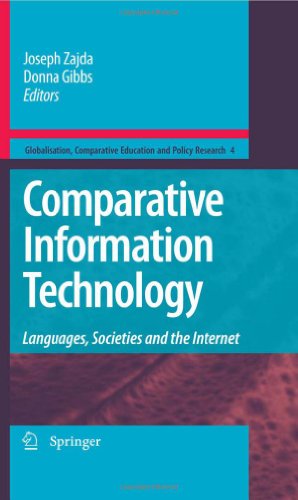 Joseph Zajda
Donna Gibbs
Editors
Globalisation, Comparative Education and Policy Research 4
Comparative
Information
Technology
Languages, Societies and the Internet
Springer